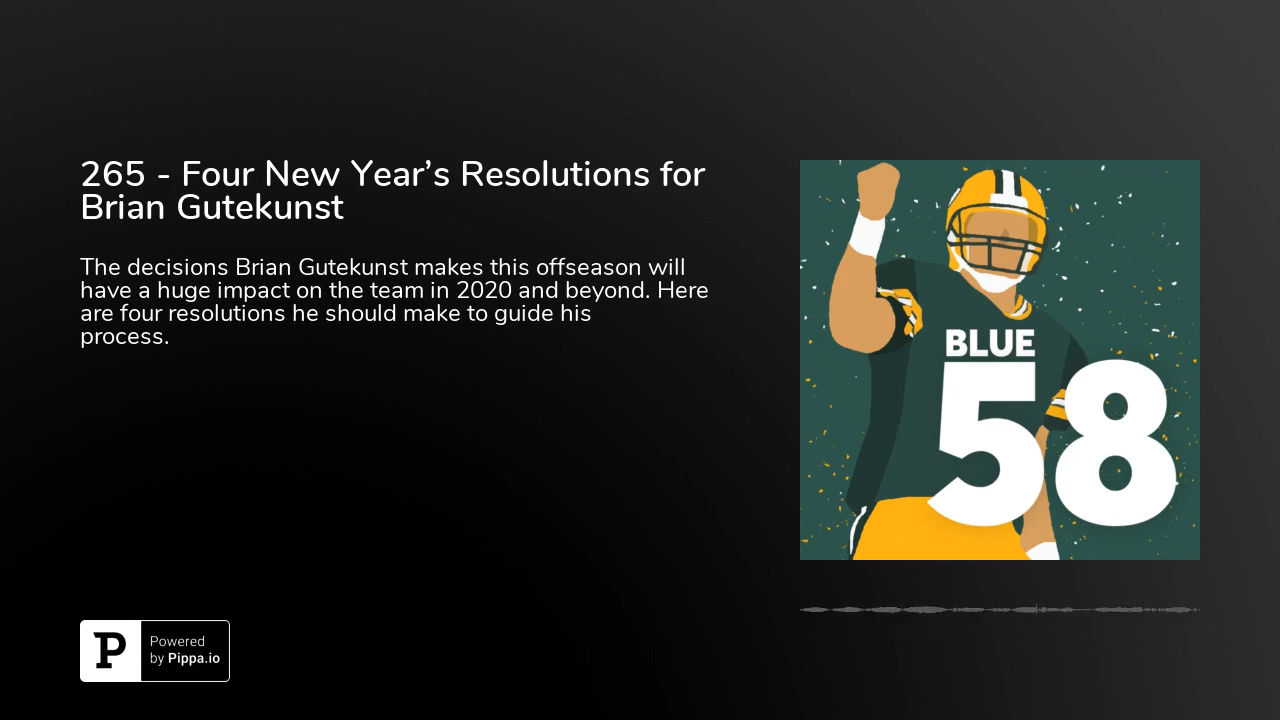 265 - Four New Year’s Resolutions for
Brian Gutekunst
The decisions Brian Gutekunst makes this offseason will
have a huge impact on the team in 2020 and beyond. Here
are four resolutions he should make to guide his
process.
BLUE
58
P
Powered
by Pippa.io